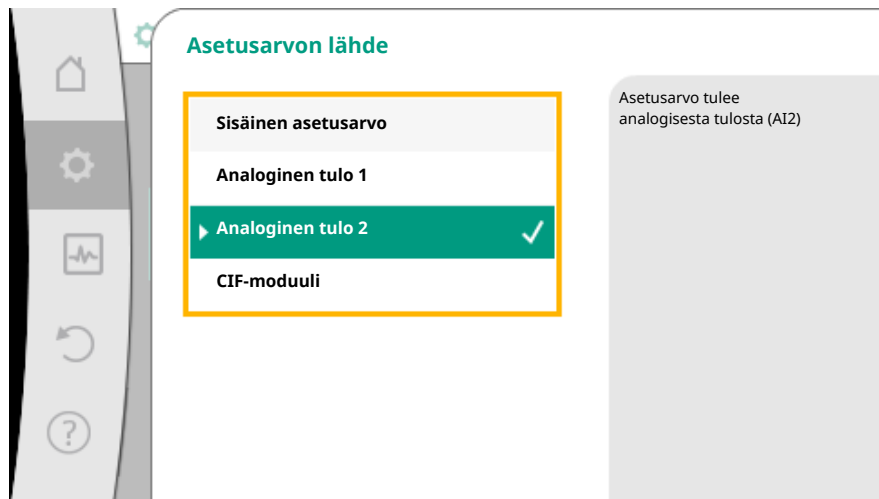 Asetusarvon lähde
Sisäinen asetusarvo
Analoginen tulo 1
Analoginen tulo 2
CIF-moduuli
Asetusarvo tulee
analogisesta tulosta (AI2)